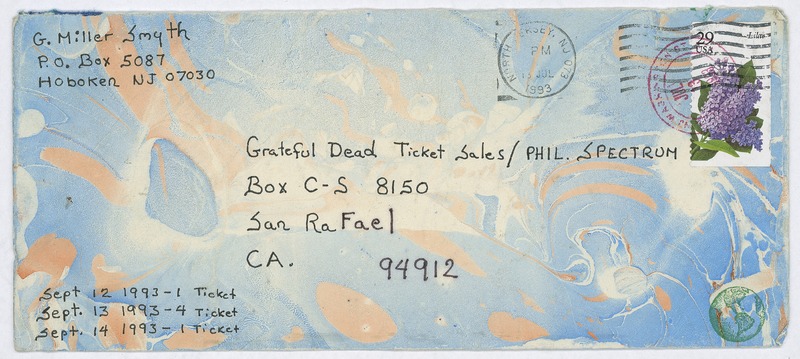 G. Miller Smyth
P.O. Box 5087
Hoboken NJ 07030
NORTH JERSEY, NJ 073
PM
JUL
1993
29
USA
Lilac
Grateful Dead Ticket Sales/PHIL. SPECTRUM
Box C-S 8150
San RaFael
CA. 94912
Sept 12 1993-1 Ticket
Sept. 13 1993-4 Ticket
Sept. 14 1993-1 Ticket